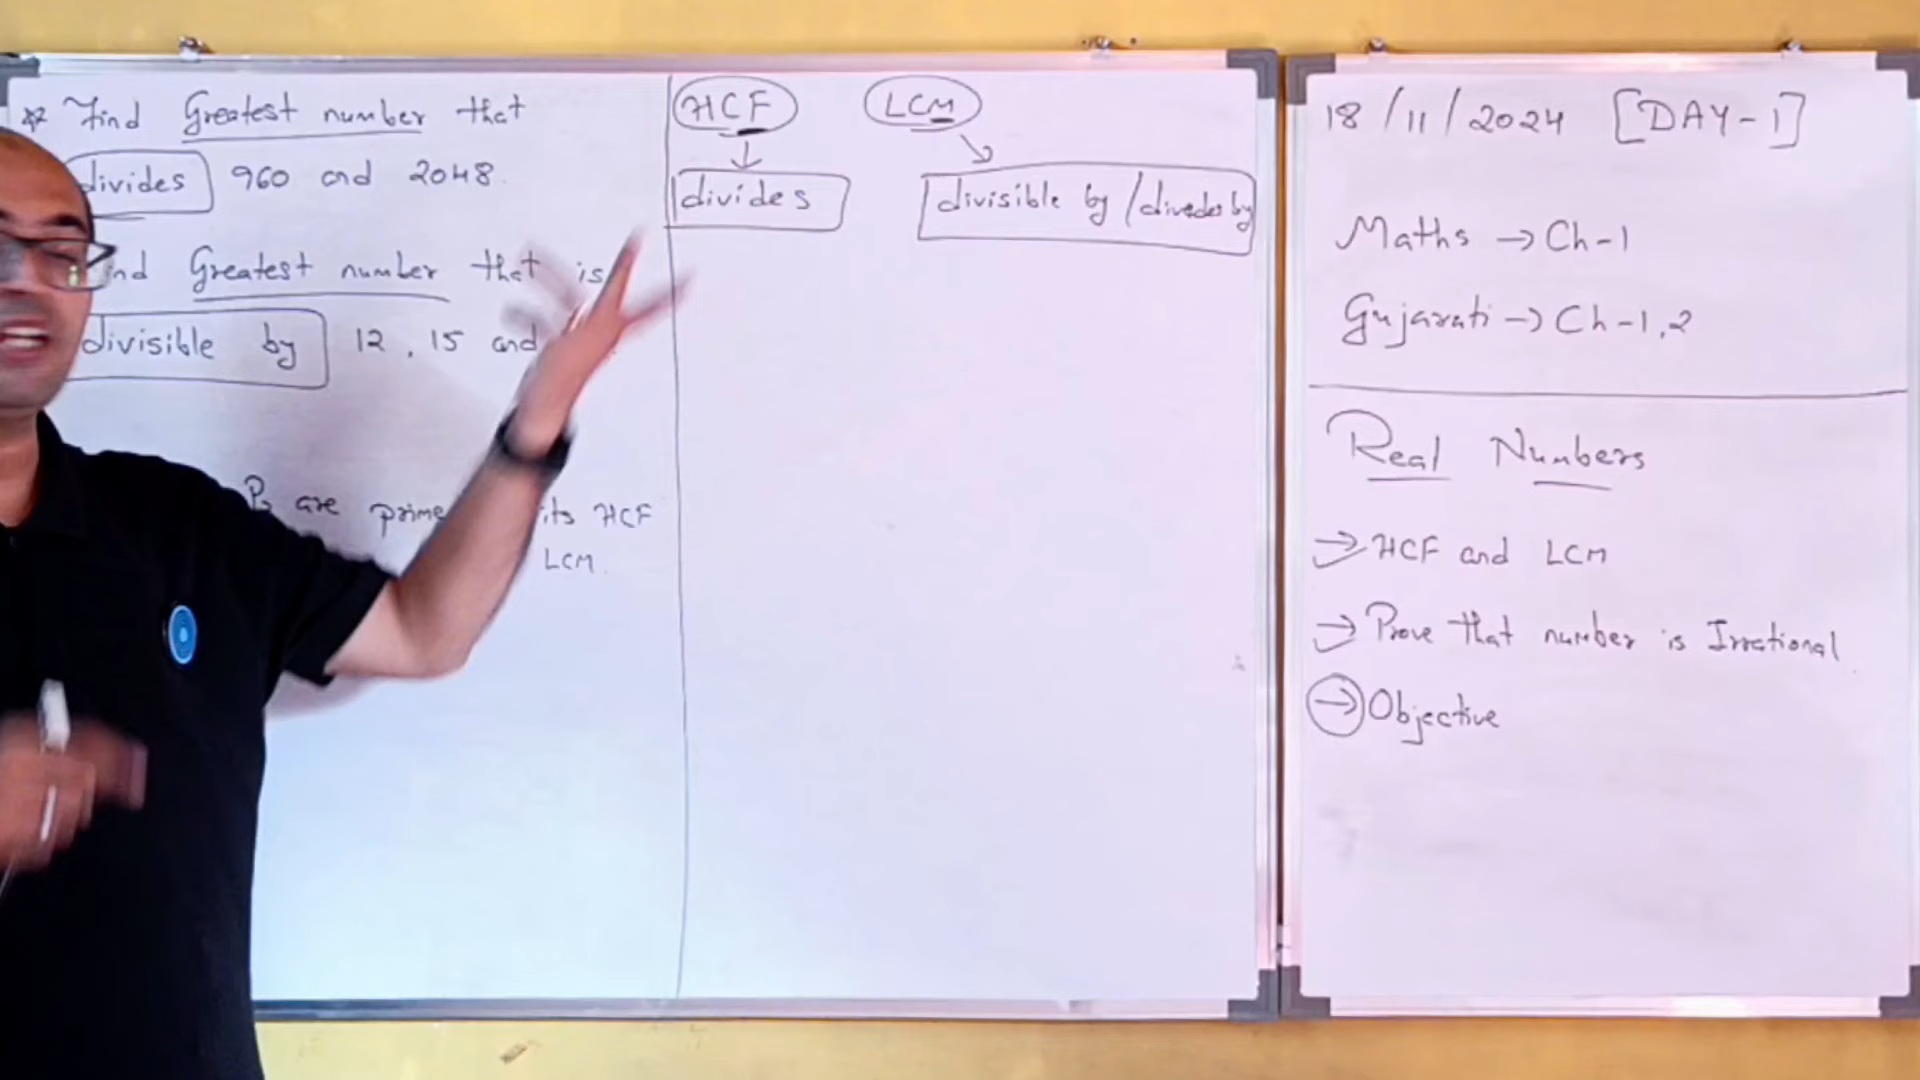 Find Greatest number that
divides 960 and 2048.
Greatest number that is
divisible by 12, 15 and
are prime its HCF
LCM.
HCF LCM
divides
divisible by / divedes by
18/11/2024 [DAY-1]
Maths → Ch-1
Gujarati → Ch-1,2
Real Numbers
→ HCF and LCM
→ Prove that number is Irrational
→ Objective